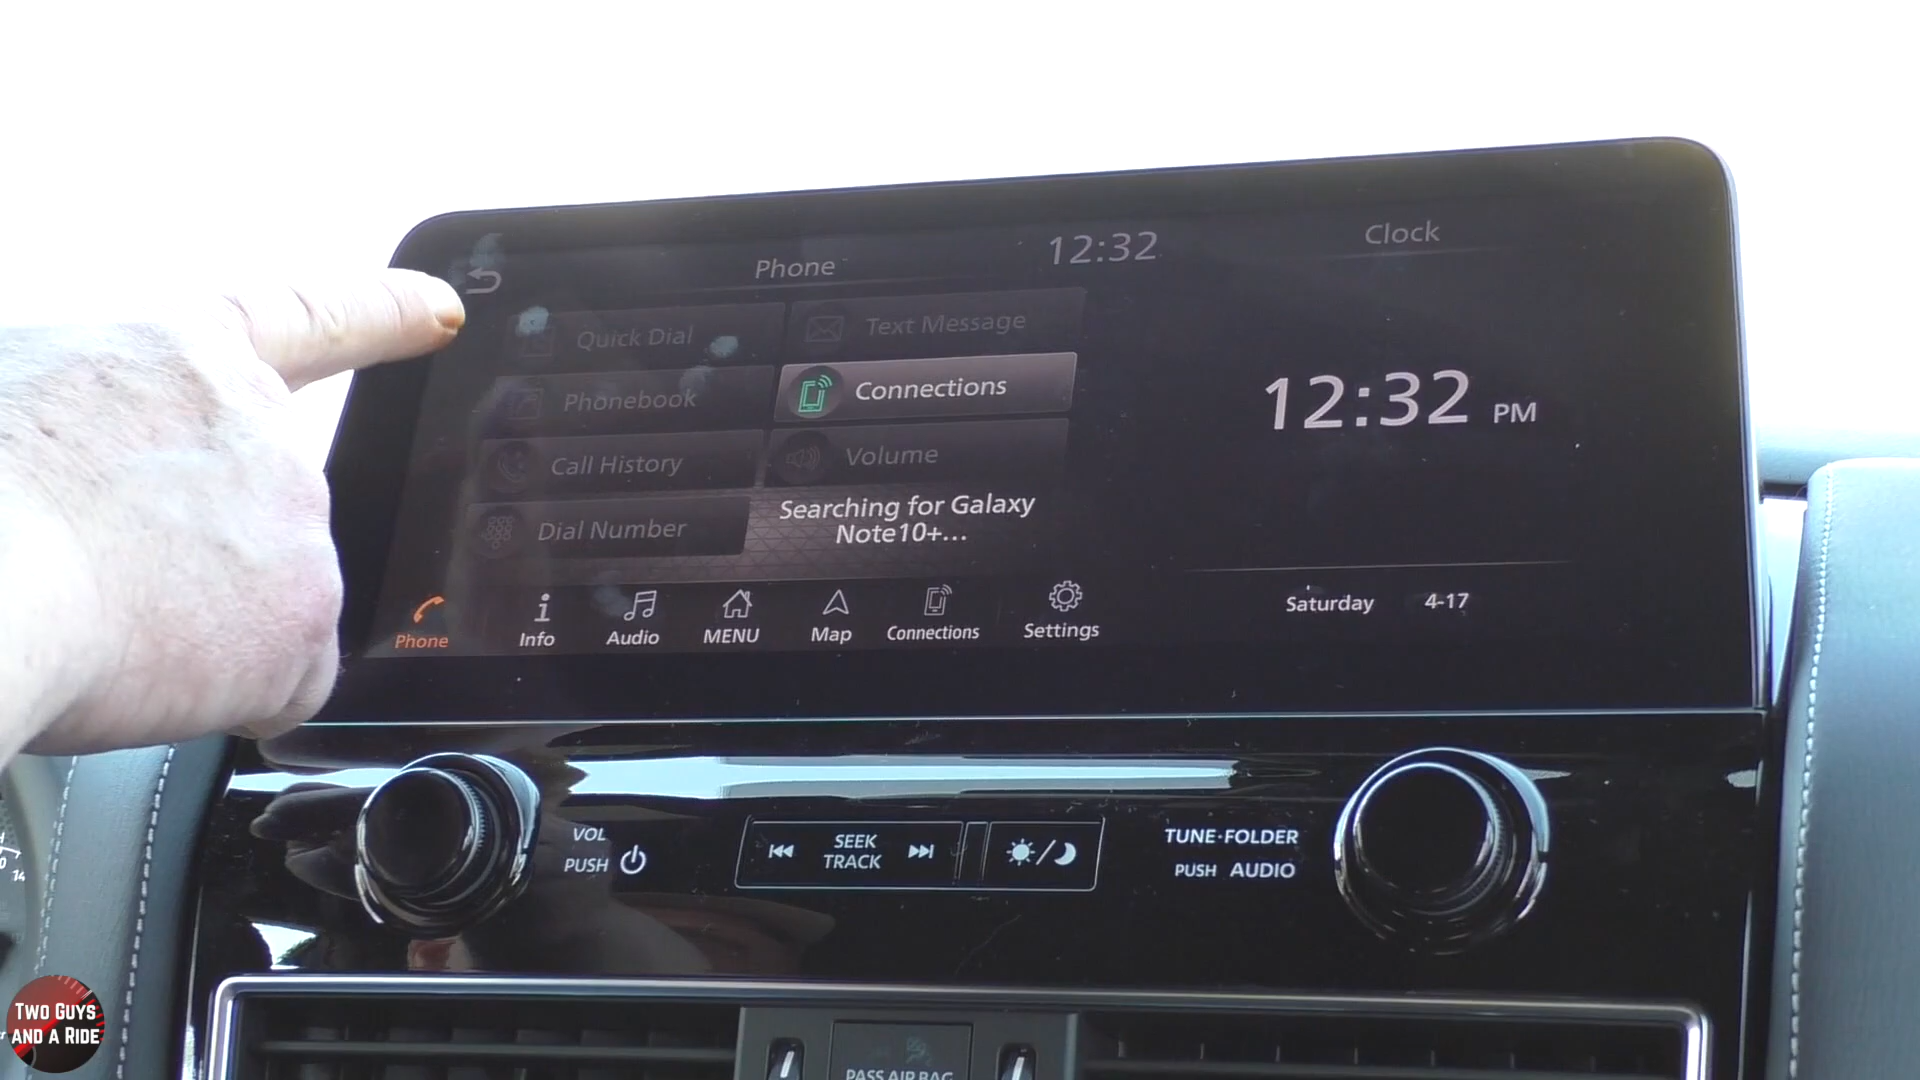 Phone
12:32
Clock
Quick Dial
Text Message
Phonebook
Connections
Call History
Volume
Dial Number
Searching for Galaxy
Note10+...
12:32 PM
Saturday 4-17
Phone
Info
Audio
MENU
Map
Connections
Settings
VOL
PUSH
SEEK
TRACK
TUNE·FOLDER
PUSH AUDIO
PASS AIR BAG
TWO GUYS
AND A RIDE